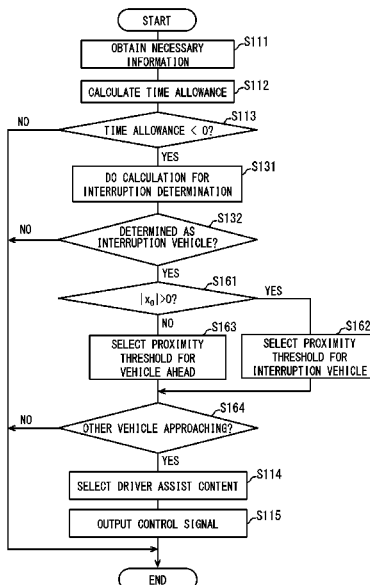 START
S111
OBTAIN NECESSARY
INFORMATION
S112
CALCULATE TIME ALLOWANCE
S113
NO
TIME ALLOWANCE < 0?
YES
S131
DO CALCULATION FOR
INTERRUPTION DETERMINATION
S132
NO
DETERMINED AS
INTERRUPTION VEHICLE?
YES
S161
|x₀|>0?
YES
NO
S163
SELECT PROXIMITY
THRESHOLD FOR
VEHICLE AHEAD
S162
SELECT PROXIMITY
THRESHOLD FOR
INTERRUPTION VEHICLE
S164
NO
OTHER VEHICLE APPROACHING?
YES
S114
SELECT DRIVER ASSIST CONTENT
S115
OUTPUT CONTROL SIGNAL
END